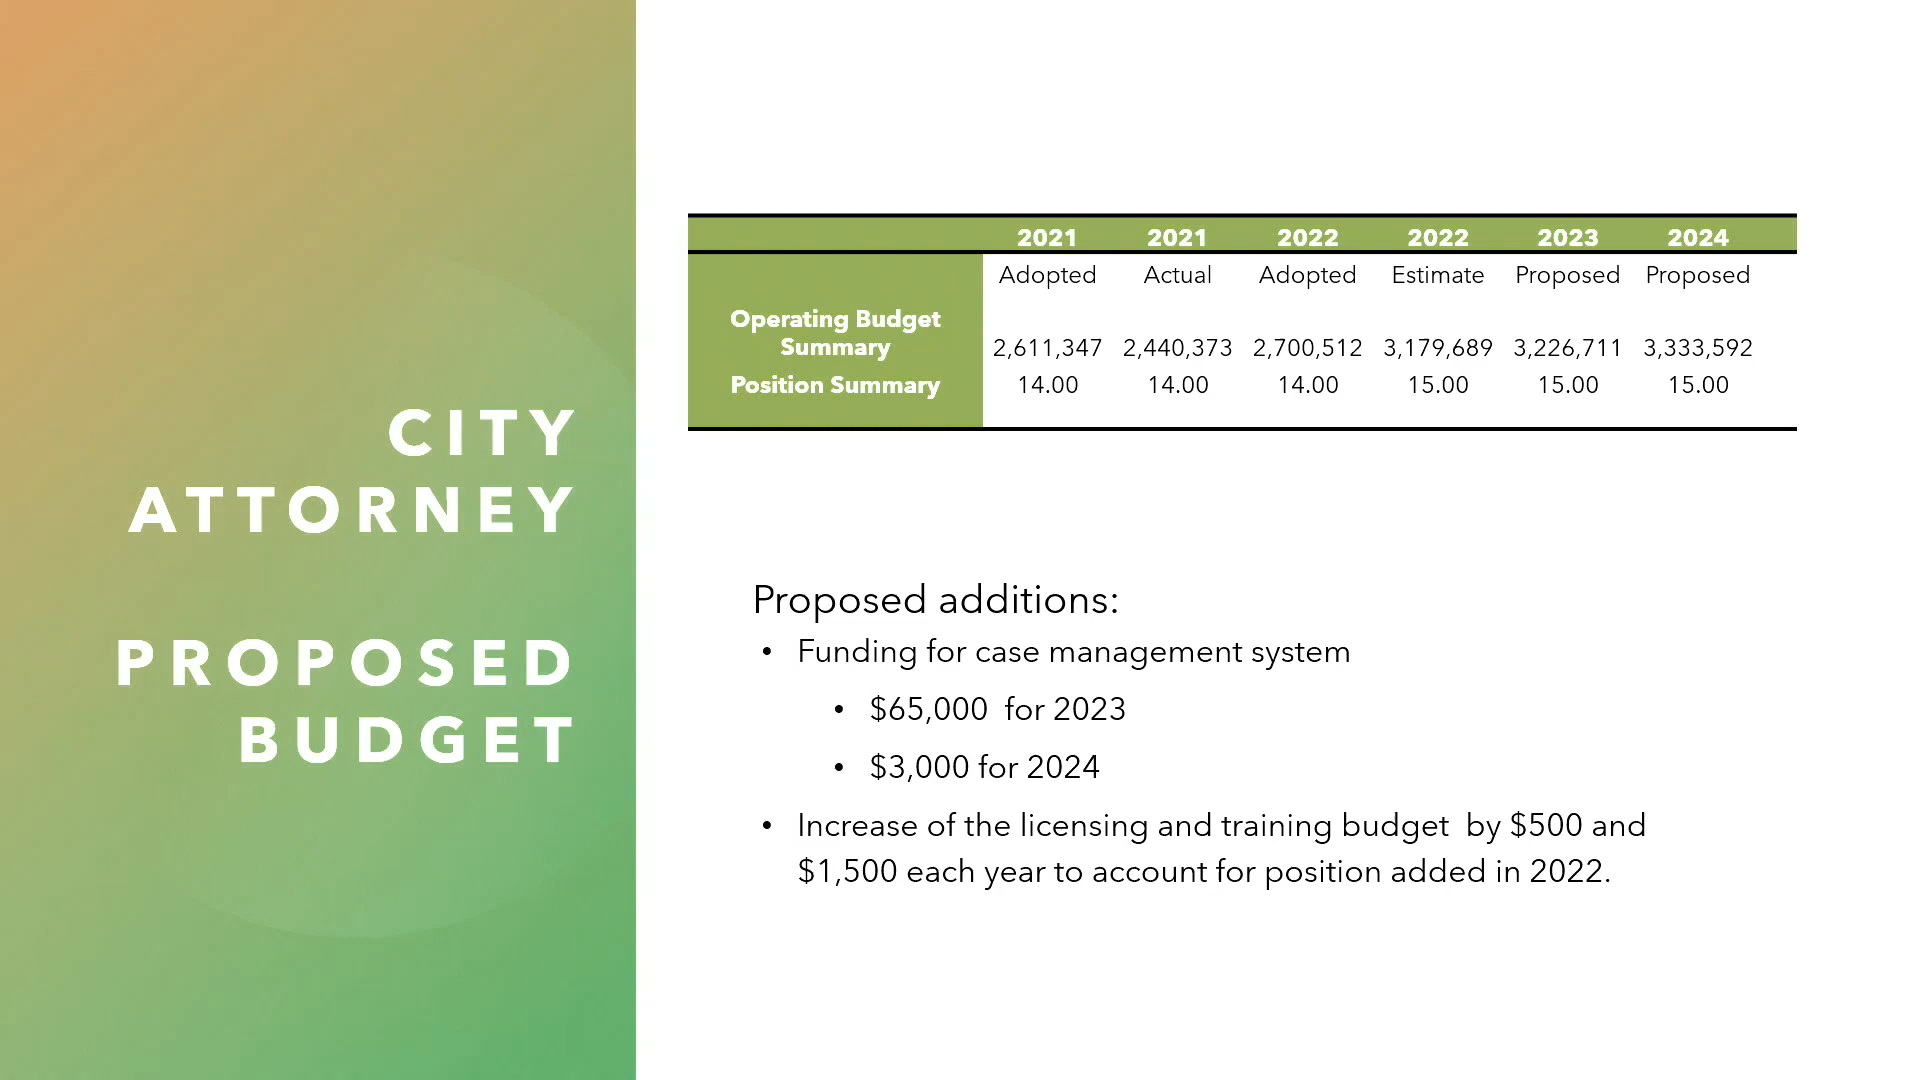 CITY
ATTORNEY
PROPOSED
BUDGET
2021 2021 2022 2022 2023 2024
Adopted Actual Adopted Estimate Proposed Proposed
Operating Budget
Summary 2,611,347 2,440,373 2,700,512 3,179,689 3,226,711 3,333,592
Position Summary 14.00 14.00 14.00 15.00 15.00 15.00
Proposed additions:
• Funding for case management system
• $65,000 for 2023
• $3,000 for 2024
• Increase of the licensing and training budget by $500 and
$1,500 each year to account for position added in 2022.